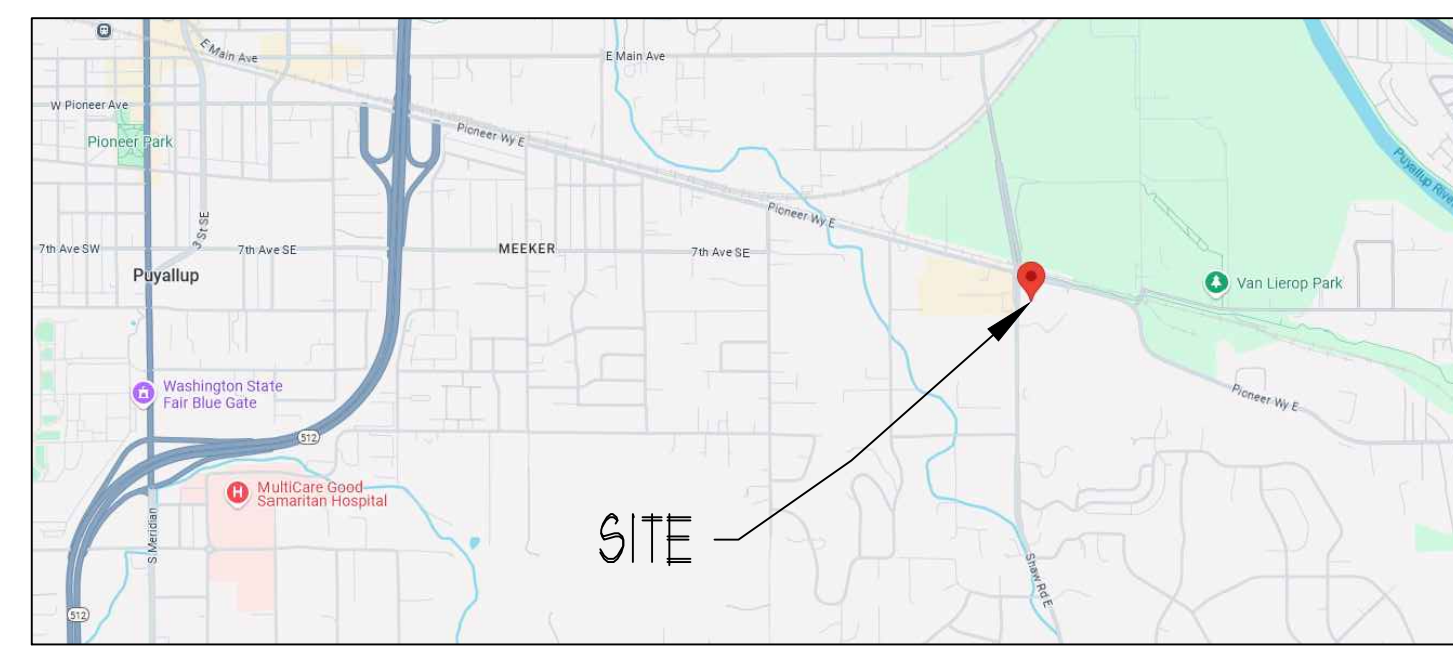 E Main Ave
E Main Ave
W Pioneer Ave
Pioneer Park
Pioneer Wy E
Puyallup River
3 St SE
Pioneer Wy E
7th Ave SW
7th Ave SE
MEEKER
7th Ave SE
Puyallup
Van Lierop Park
Washington State
Fair Blue Gate
Pioneer Wy E
512
H
MultiCare Good
Samaritan Hospital
SITE
S Meridian
Shaw Rd E
512